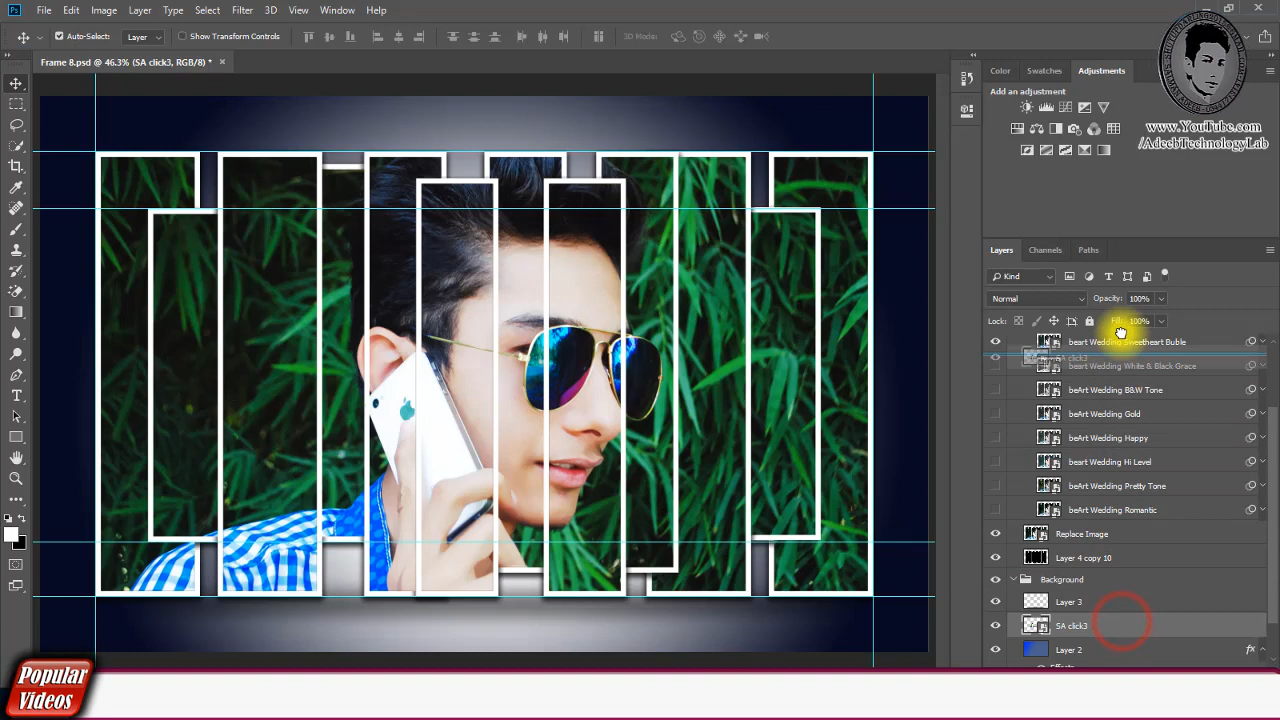 Ps File Edit Image Layer Type Select Filter 3D View Window Help
Auto-Select: Layer Show Transform Controls 3D Mode:
Frame 8.psd @ 46.3% (SA click3, RGB/8) * ×
Color Swatches Adjustments
Add an adjustment
www.YouTube.com
/AdeebTechnologyLab
Layers Channels Paths
Kind
Normal Opacity: 100%
Lock: Fill: 100%
beart Wedding Sweetheart Buble
SA click3
beart Wedding White & Black Grace
beArt Wedding B&W Tone
beArt Wedding Gold
beArt Wedding Happy
beart Wedding Hi Level
beArt Wedding Pretty Tone
beArt Wedding Romantic
Replace Image
Layer 4 copy 10
Background
Layer 3
SA click3
Layer 2 fx
Popular
Videos